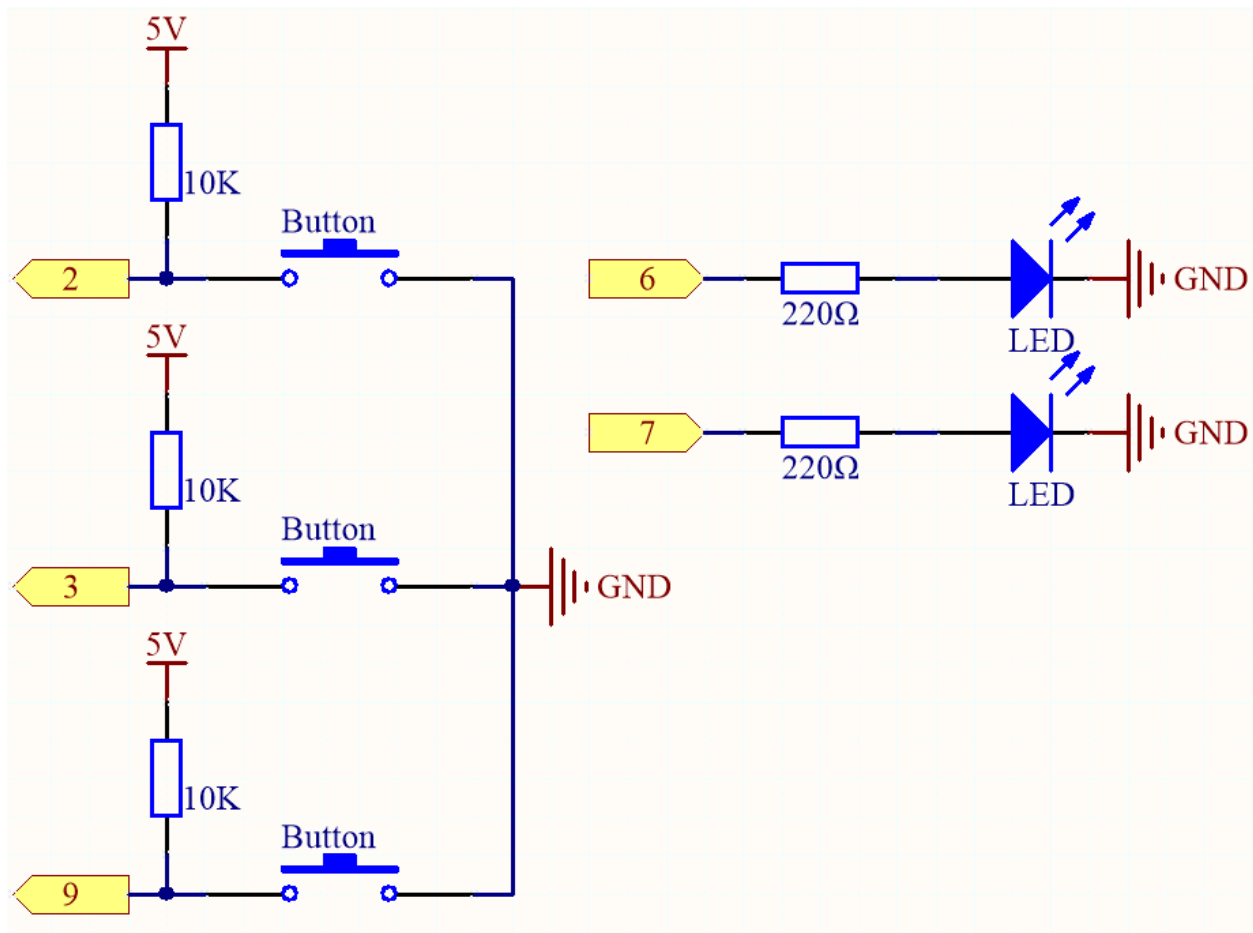 5V
10K
Button
2
5V
10K
Button
3
GND
5V
10K
Button
9
6
220Ω
LED
GND
7
220Ω
LED
GND